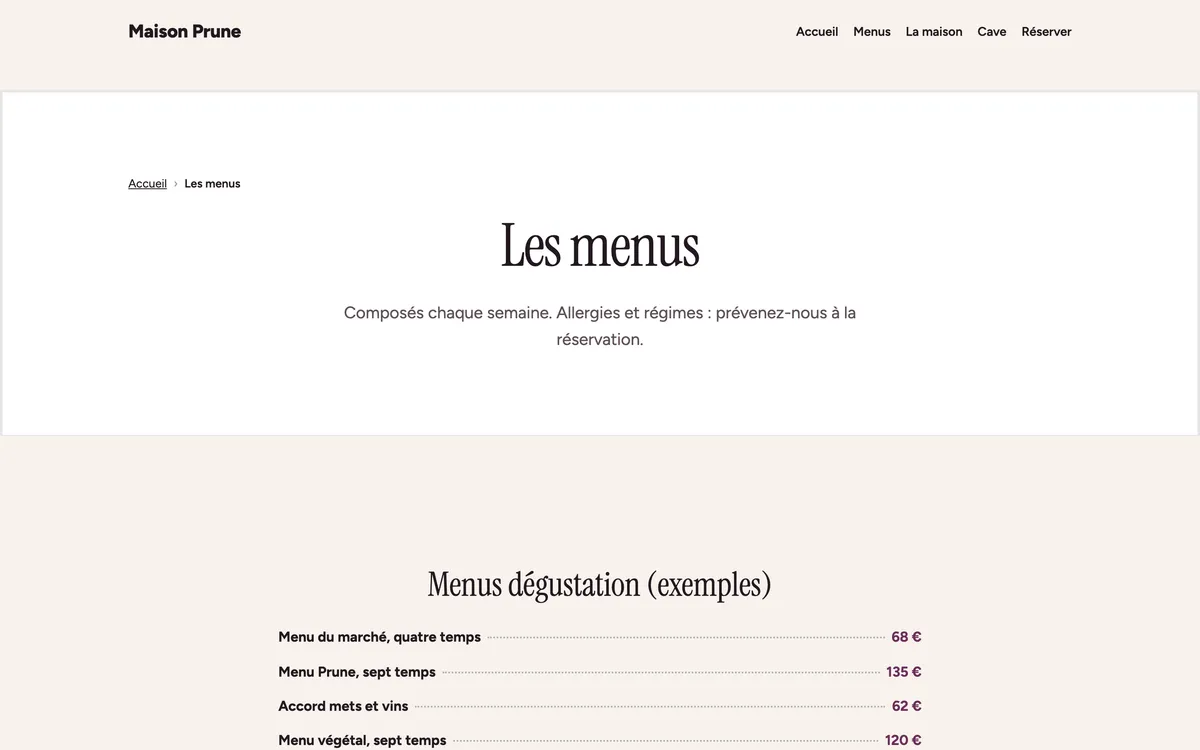 Maison Prune
Accueil Menus La maison Cave Réserver
Accueil › Les menus
Les menus
Composés chaque semaine. Allergies et régimes : prévenez-nous à la
réservation.
Menus dégustation (exemples)
Menu du marché, quatre temps 68 €
Menu Prune, sept temps 135 €
Accord mets et vins 62 €
Menu végétal, sept temps 120 €